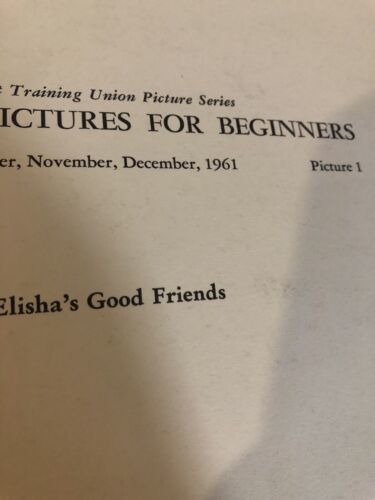 Training Union Picture Series
ICTURES FOR BEGINNERS
er, November, December, 1961 Picture 1
Elisha's Good Friends